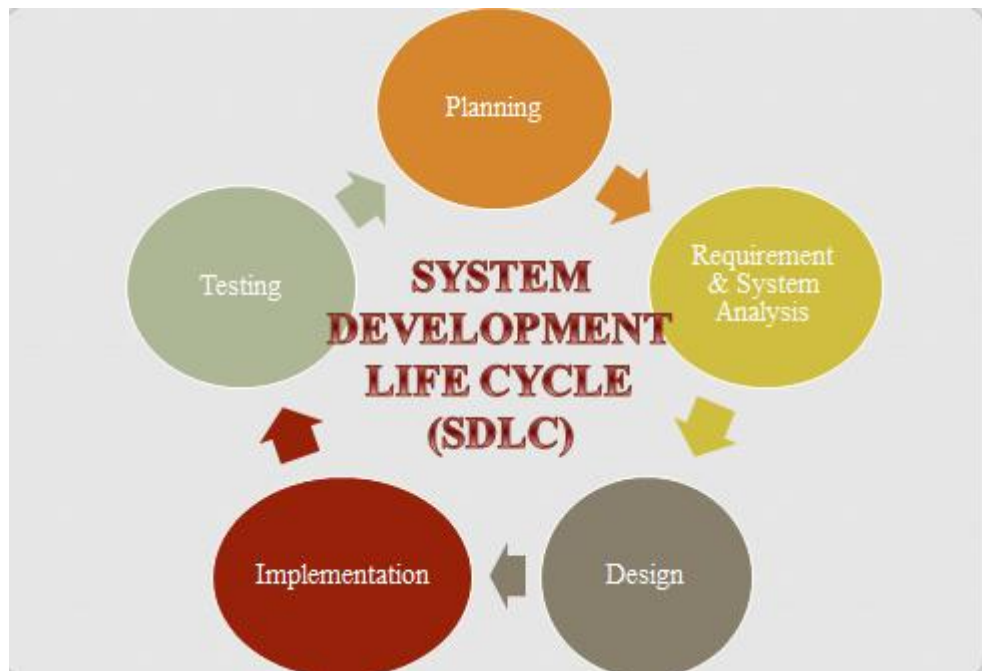 Planning
Requirement
& System
Analysis
Testing
SYSTEM
DEVELOPMENT
LIFE CYCLE
(SDLC)
Implementation
Design